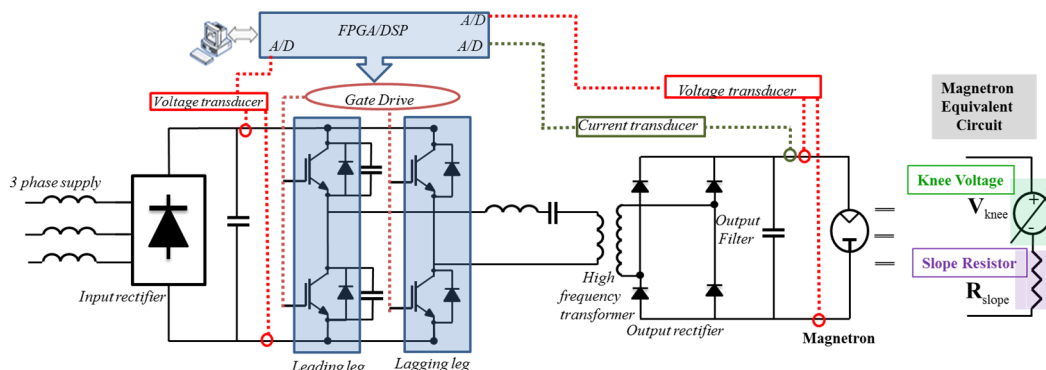 FPGA/DSP
A/D
A/D
A/D
Voltage transducer
Gate Drive
Voltage transducer
Current transducer
Magnetron
Equivalent
Circuit
3 phase supply
Knee Voltage
+
Vknee
-
Output
Filter
Slope Resistor
Rslope
Input rectifier
High
frequency
transformer
Output rectifier
Magnetron
Leading leg
Lagging leg